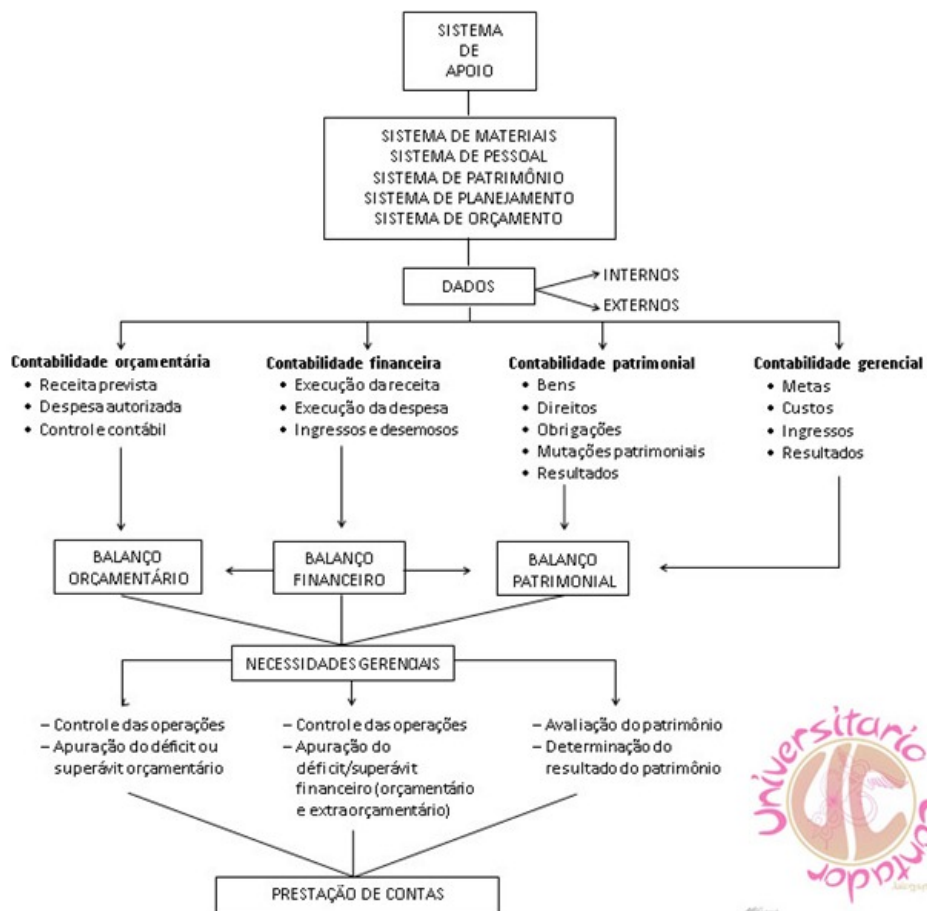 SISTEMA
DE
APOIO
SISTEMA DE MATERIAIS
SISTEMA DE PESSOAL
SISTEMA DE PATRIMÔNIO
SISTEMA DE PLANEJAMENTO
SISTEMA DE ORÇAMENTO
DADOS
INTERNOS
EXTERNOS
Contabilidade orçamentária
• Receita prevista
• Despesa autorizada
• Controle contábil
Contabilidade financeira
• Execução da receita
• Execução da despesa
• Ingressos e desemosos
Contabilidade patrimonial
• Bens
• Direitos
• Obrigações
• Mutações patrimoniais
• Resultados
Contabilidade gerencial
• Metas
• Custos
• Ingressos
• Resultados
BALANÇO
ORÇAMENTÁRIO
BALANÇO
FINANCEIRO
BALANÇO
PATRIMONIAL
NECESSIDADES GERENCIAIS
– Controle das operações
– Apuração do déficit ou
superávit orçamentário
– Controle das operações
– Apuração do
déficit/superávit
financeiro (orçamentário
e extraorçamentário)
– Avaliação do patrimônio
– Determinação do
resultado do patrimônio
PRESTAÇÃO DE CONTAS
Universitario
Contador
UC